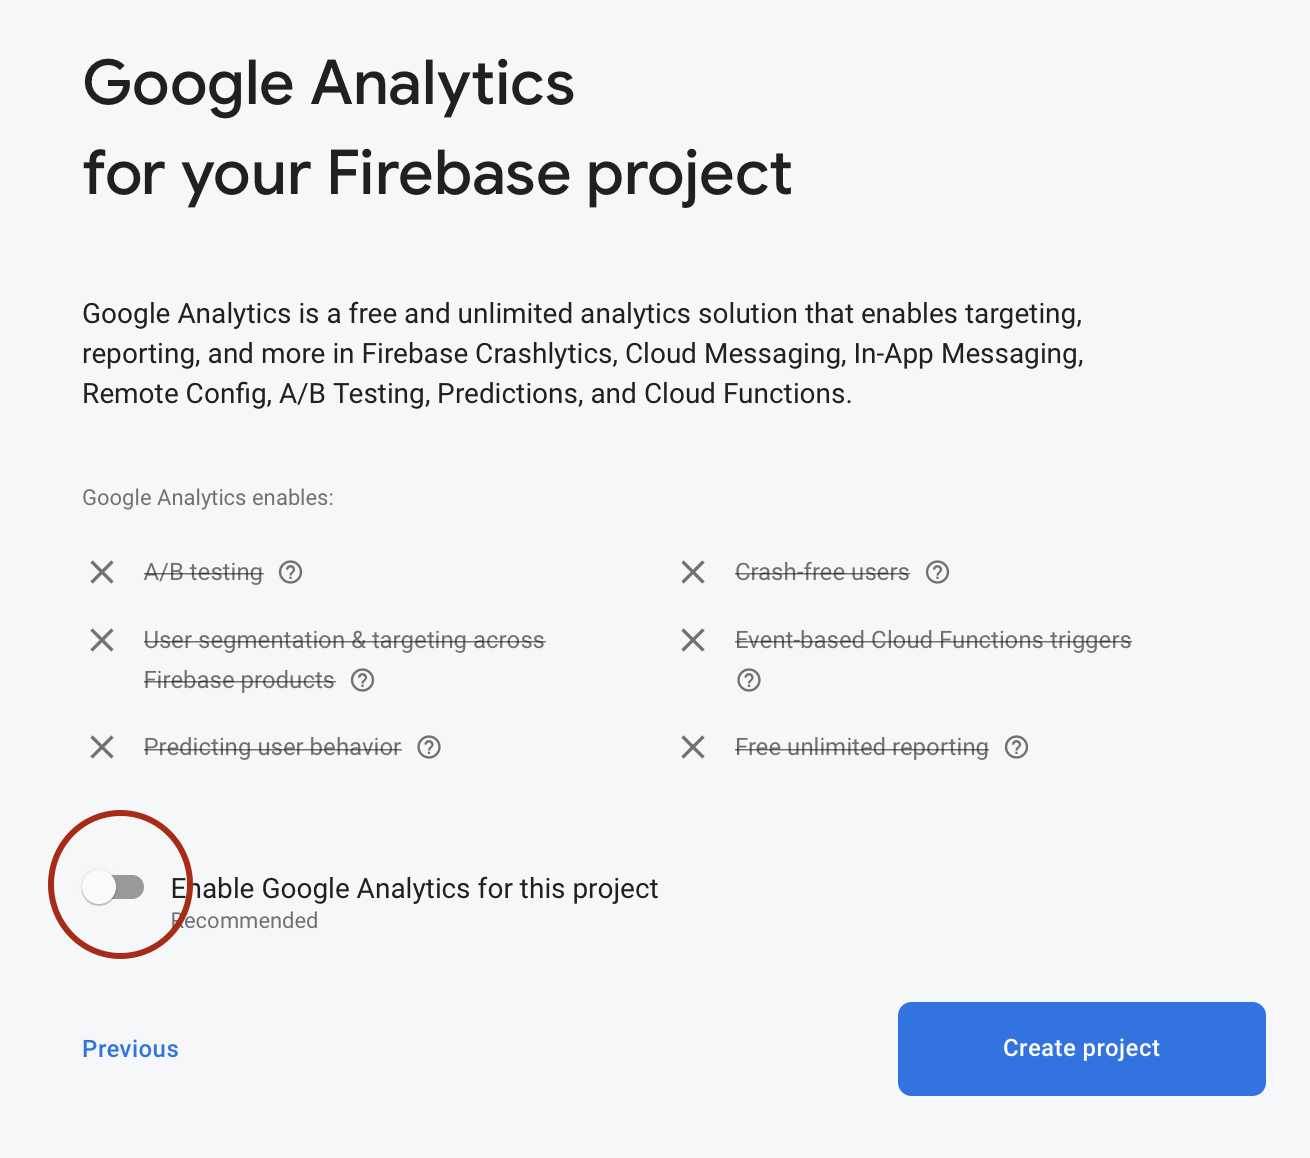 Google Analytics
for your Firebase project
Google Analytics is a free and unlimited analytics solution that enables targeting,
reporting, and more in Firebase Crashlytics, Cloud Messaging, In-App Messaging,
Remote Config, A/B Testing, Predictions, and Cloud Functions.
Google Analytics enables:
A/B testing
Crash-free users
User segmentation & targeting across
Firebase products
Event-based Cloud Functions triggers
Predicting user behavior
Free unlimited reporting
Enable Google Analytics for this project
Recommended
Previous
Create project